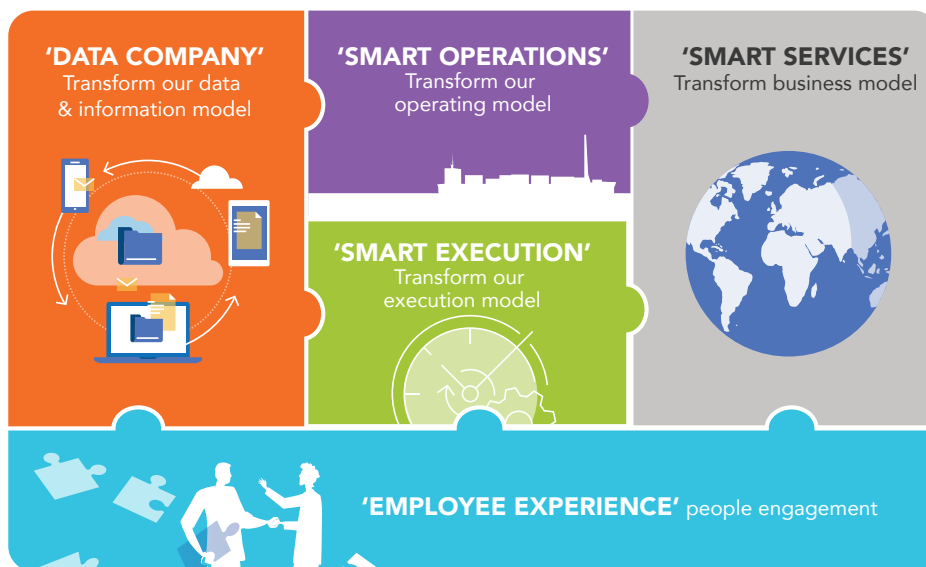 'DATA COMPANY'
Transform our data
& information model
'SMART OPERATIONS'
Transform our
operating model
'SMART SERVICES'
Transform business model
'SMART EXECUTION'
Transform our
execution model
'EMPLOYEE EXPERIENCE' people engagement